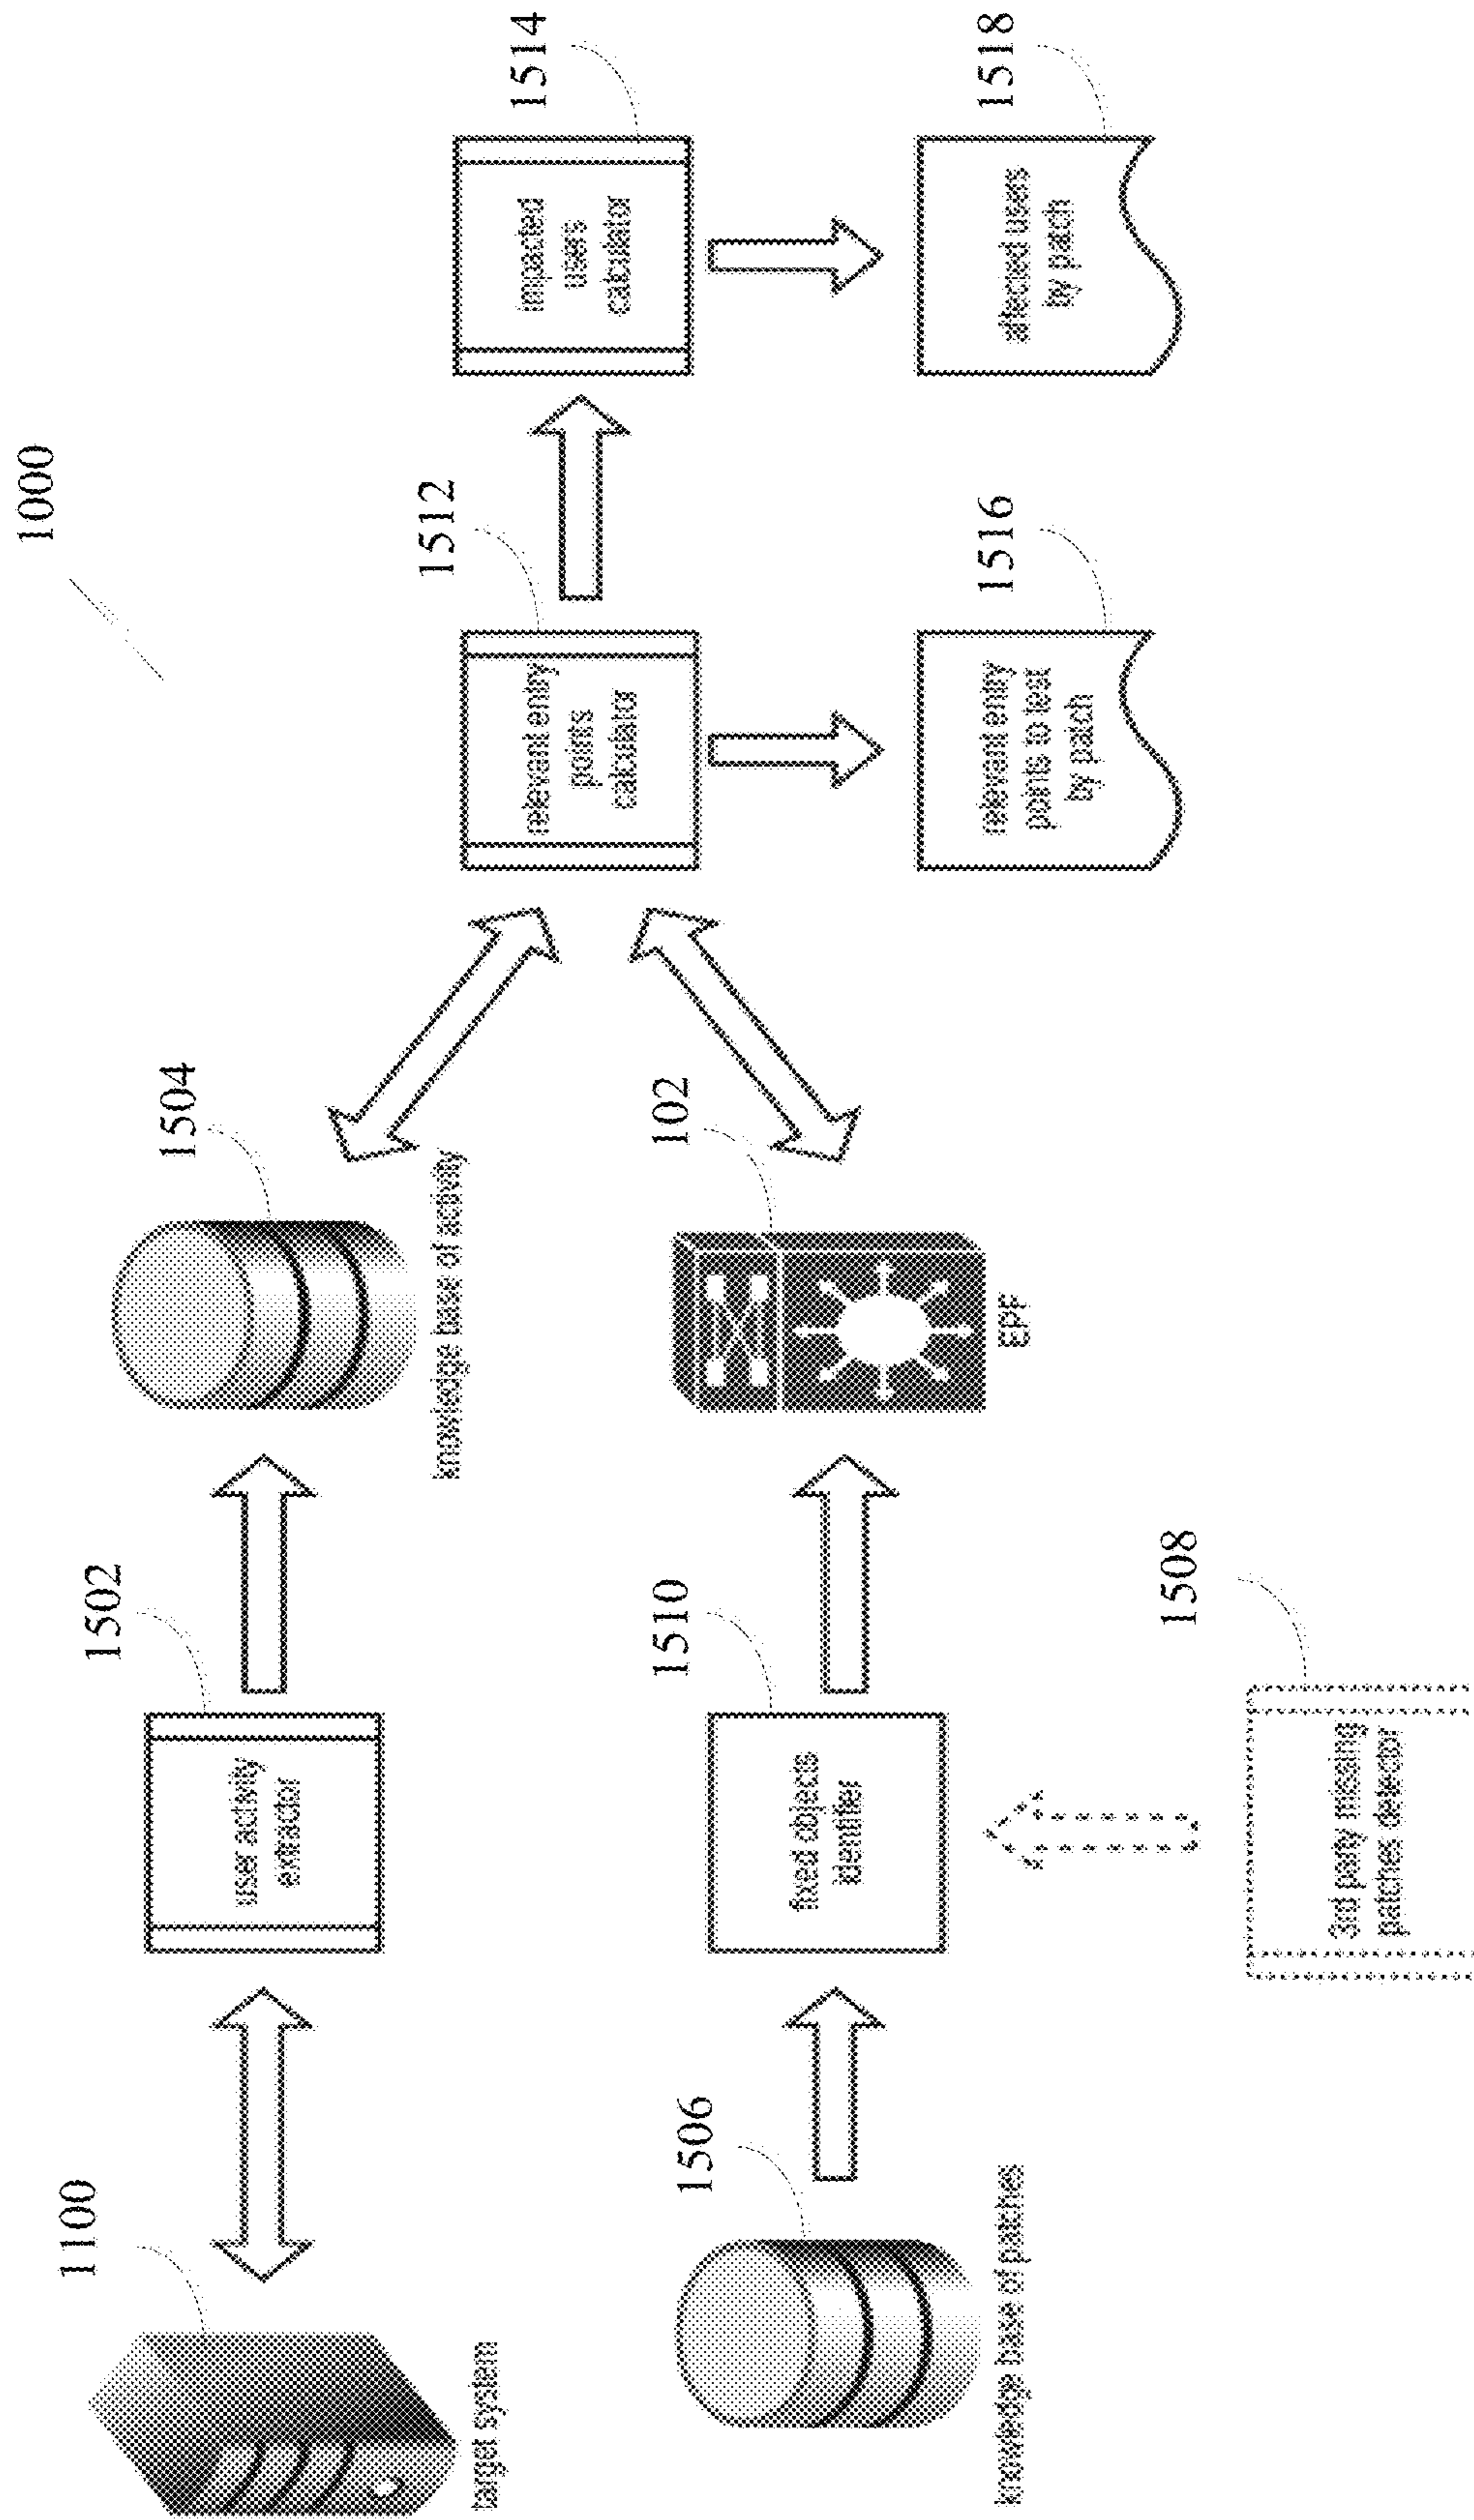 1000
1100
target system
1502
user activity
extractor
1504
knowledge base of activity
1506
knowledge base of patches
1510
fixed objects
identifier
1508
3rd party missing
patches detector
102
EPF
1512
relevant entry
points
calculator
1514
impacted
users
calculator
1516
relevant entry
points to test
by patch
1518
affected users
by patch